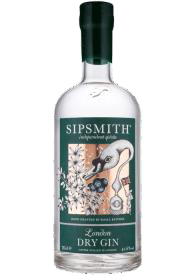 SIPSMITH
independent spirits
HAND CRAFTED IN SMALL BATCHES
London
DRY GIN